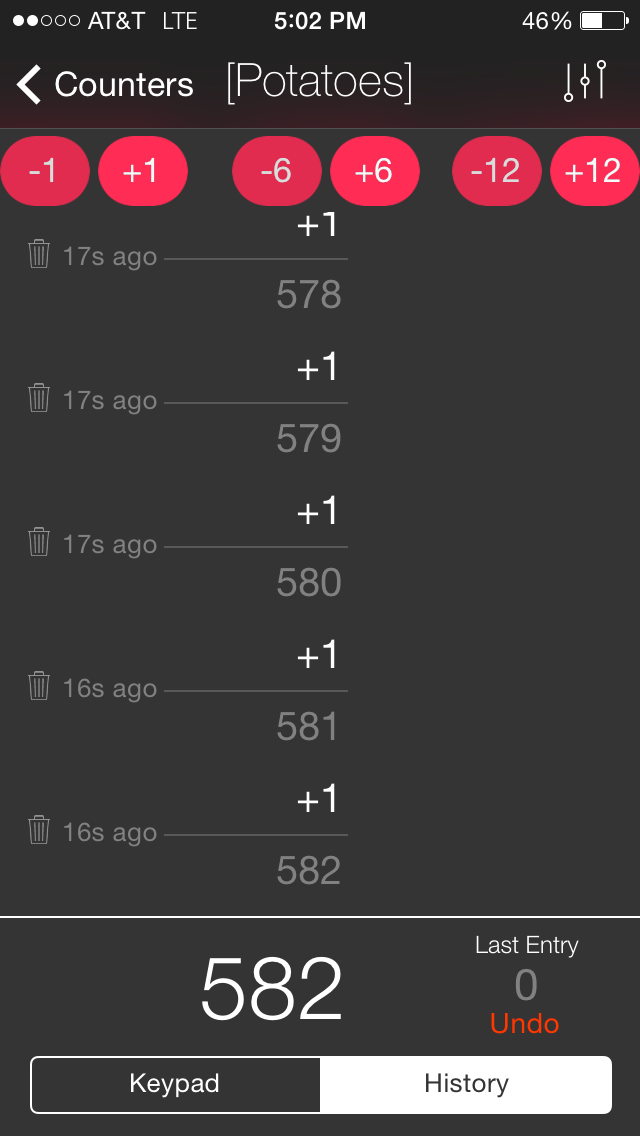 AT&T LTE 5:02 PM 46%
Counters [Potatoes]
-1 +1 -6 +6 -12 +12
+1
17s ago
578
+1
17s ago
579
+1
17s ago
580
+1
16s ago
581
+1
16s ago
582
Last Entry
582 0
Undo
Keypad History